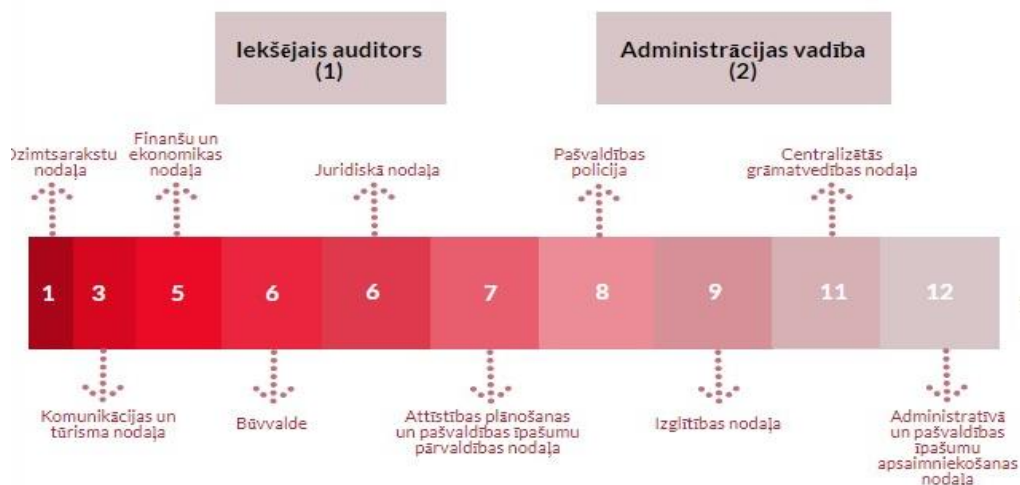 Iekšējais auditors
(1)
Administrācijas vadība
(2)
Dzimtsarakstu
nodaļa
Finanšu un
ekonomikas
nodaļa
Juridiskā nodaļa
Pašvaldības
policija
Centralizētās
grāmatvedības nodaļa
1 3 5 6 6 7 8 9 11 12
Komunikācijas un
tūrisma nodaļa
Būvvalde
Attīstības plānošanas
un pašvaldības īpašumu
pārvaldības nodaļa
Izglītības nodaļa
Administratīvā
un pašvaldības
īpašumu
apsaimniekošanas
nodaļa